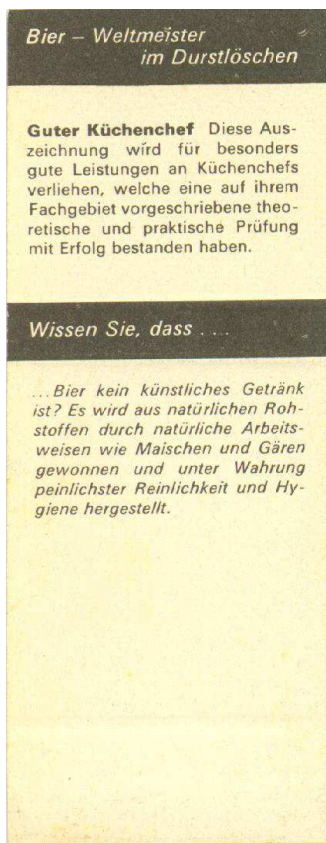 Bier – Weltmeister
im Durstlöschen
Guter Küchenchef Diese Aus-
zeichnung wird für besonders
gute Leistungen an Küchenchefs
verliehen, welche eine auf ihrem
Fachgebiet vorgeschriebene theo-
retische und praktische Prüfung
mit Erfolg bestanden haben.
Wissen Sie, dass ....
...Bier kein künstliches Getränk
ist? Es wird aus natürlichen Roh-
stoffen durch natürliche Arbeits-
weisen wie Maischen und Gären
gewonnen und unter Wahrung
peinlichster Reinlichkeit und Hy-
giene hergestellt.